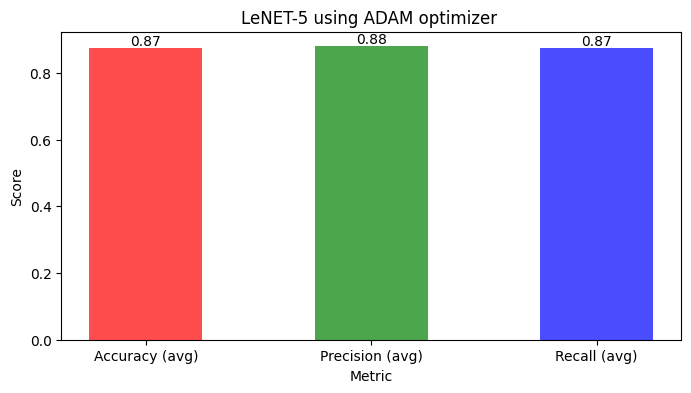 LeNET-5 using ADAM optimizer
0.87
0.88
0.87
0.8
0.6
0.4
0.2
0.0
Score
Accuracy (avg)
Precision (avg)
Recall (avg)
Metric